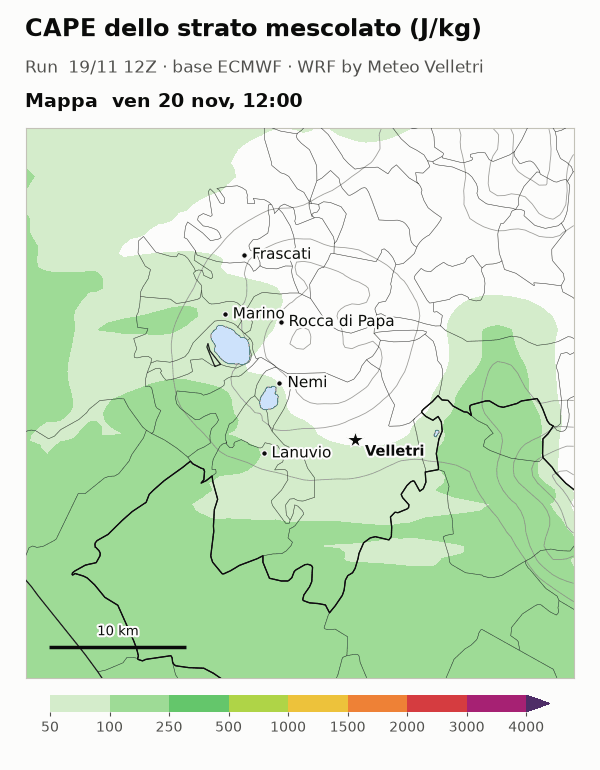 CAPE dello strato mescolato (J/kg)
Run  19/11 12Z · base ECMWF · WRF by Meteo Velletri
Mappa  ven 20 nov, 12:00
Frascati
Marino
Rocca di Papa
Nemi
Velletri
Lanuvio
10 km
50 100 250 500 1000 1500 2000 3000 4000